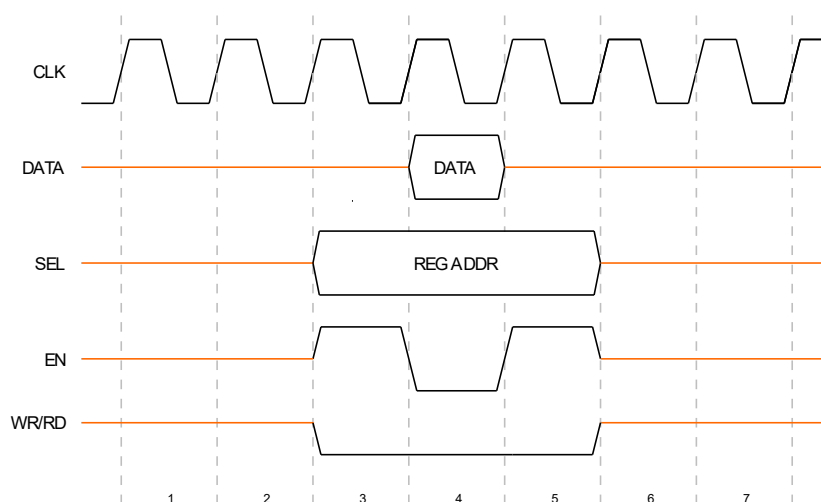 CLK
DATA DATA
SEL REG ADDR
EN
WR/RD
1 2 3 4 5 6 7